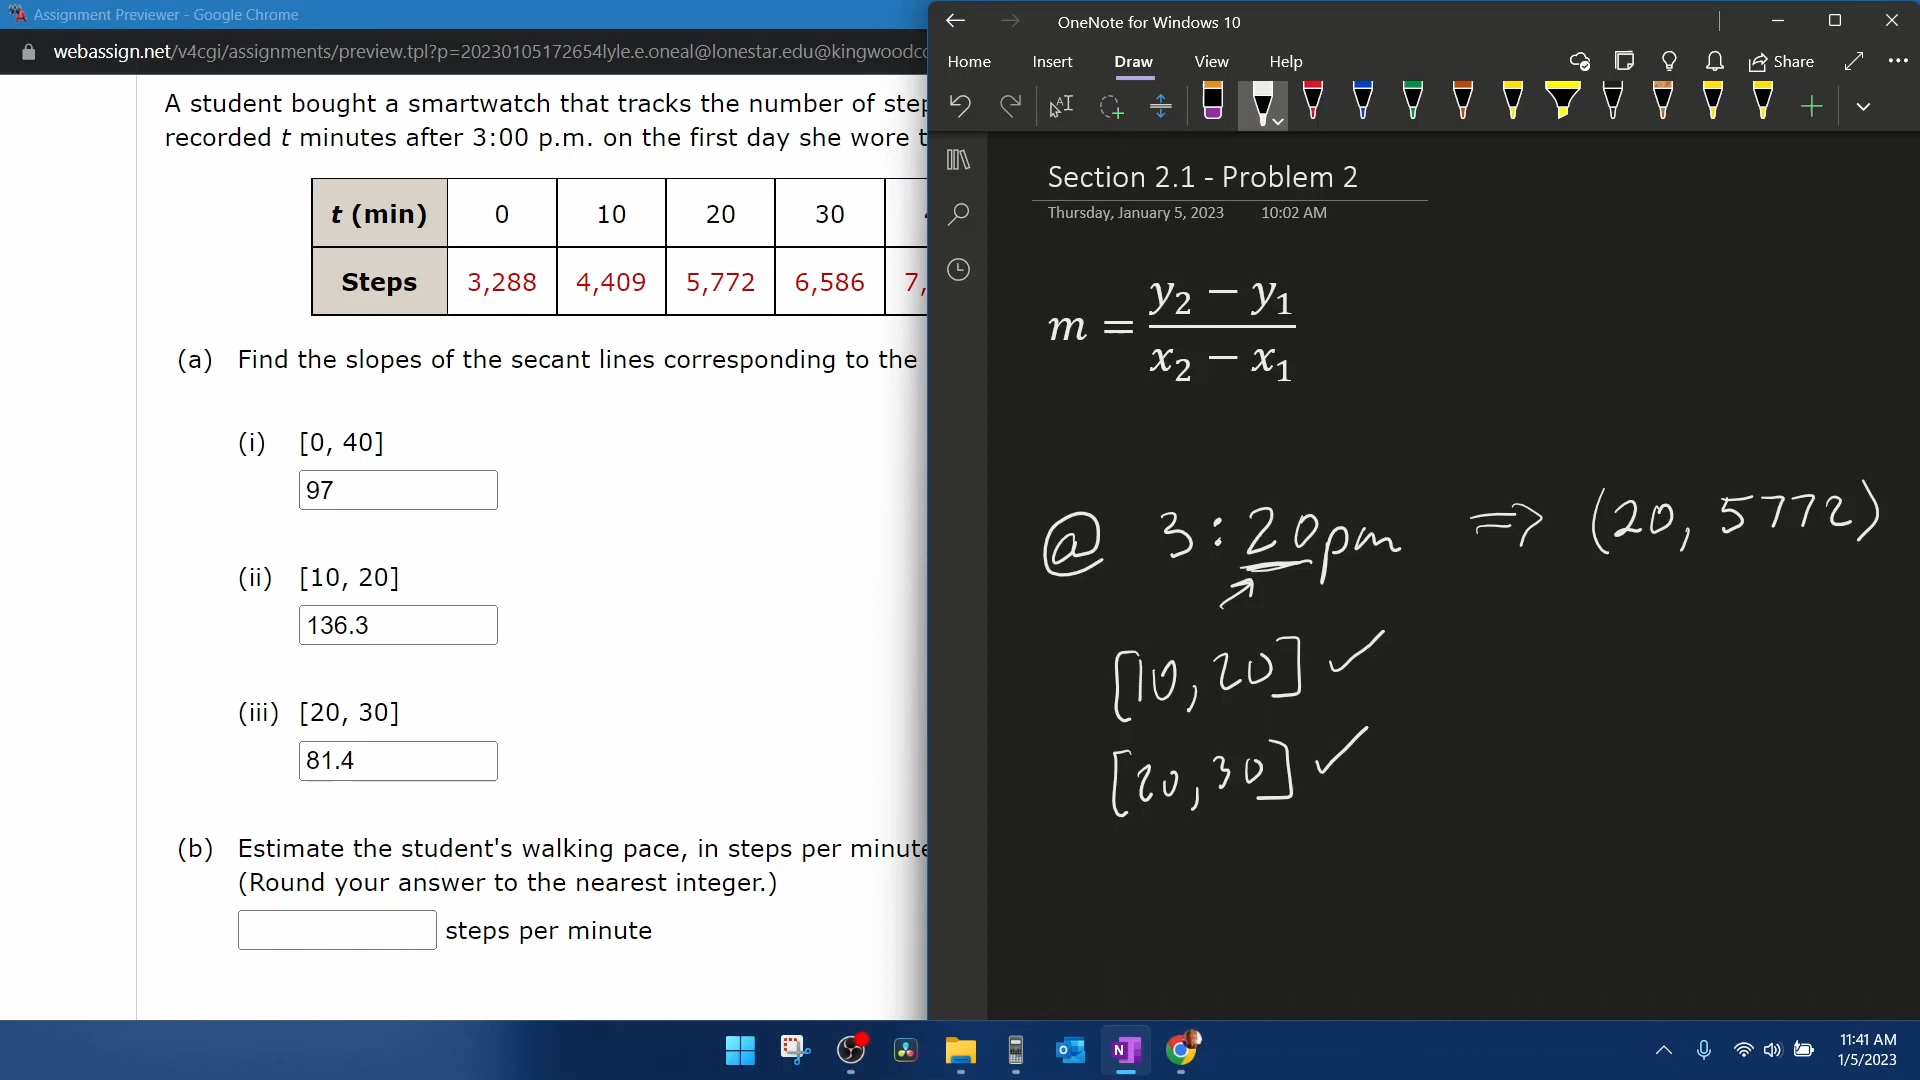 Assignment Previewer - Google Chrome
webassign.net/v4cgi/assignments/preview.tpl?p=20230105172654lyle.e.oneal@lonestar.edu@kingwoodcc
A student bought a smartwatch that tracks the number of step
recorded t minutes after 3:00 p.m. on the first day she wore t
t (min) 0 10 20 30
Steps 3,288 4,409 5,772 6,586 7,
(a) Find the slopes of the secant lines corresponding to the
(i) [0, 40]
97
(ii) [10, 20]
136.3
(iii) [20, 30]
81.4
(b) Estimate the student's walking pace, in steps per minute
(Round your answer to the nearest integer.)
steps per minute
OneNote for Windows 10
Home Insert Draw View Help Share
Section 2.1 - Problem 2
Thursday, January 5, 2023 10:02 AM
m = y₂ − y₁
x₂ − x₁
@ 3:20pm ⇒ (20, 5772)
[10, 20] ✓
[20, 30] ✓
11:41 AM
1/5/2023